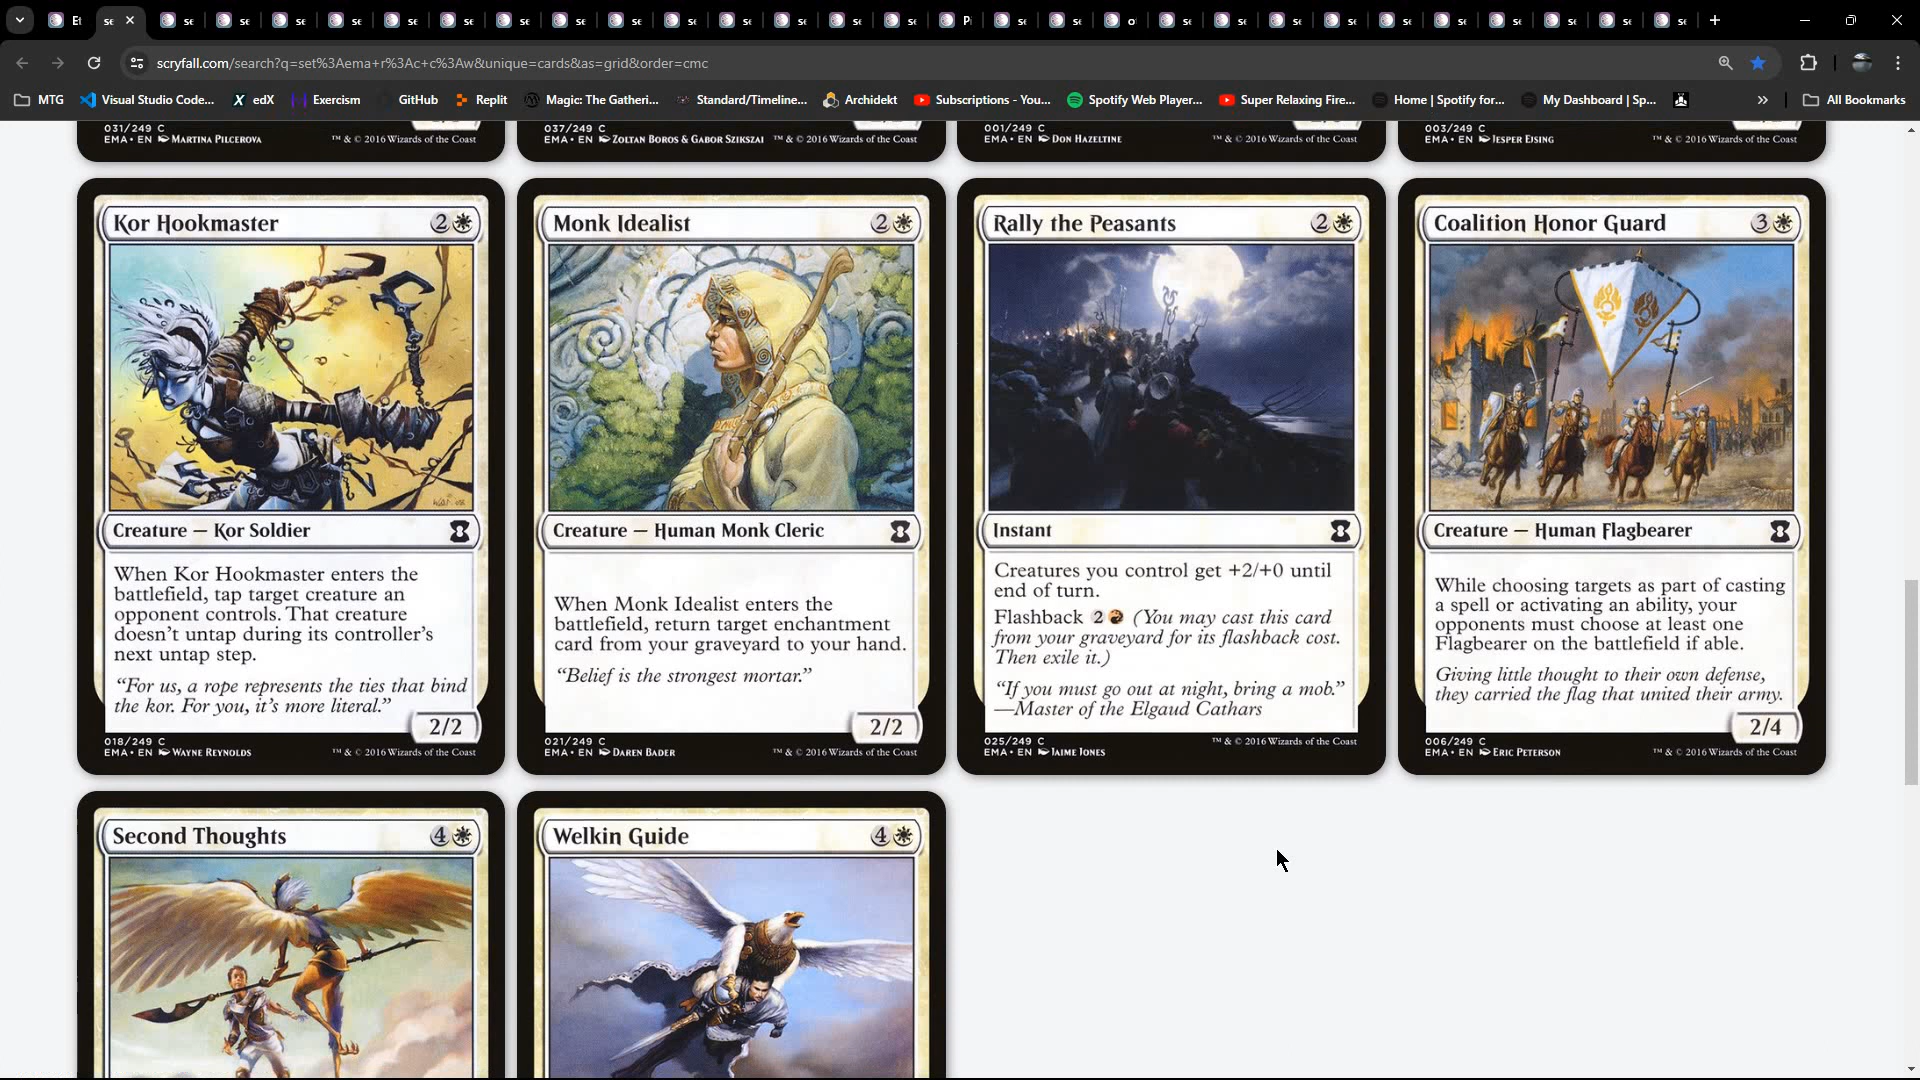 scryfall.com/search?q=set%3Aema+r%3Ac+c%3Aw&unique=cards&as=grid&order=cmc
MTG
Visual Studio Code...
edX
Exercism
GitHub
Replit
Magic: The Gatheri...
Standard/Timeline...
Archidekt
Subscriptions - You...
Spotify Web Player...
Super Relaxing Fire...
Home | Spotify for...
My Dashboard | Sp...
All Bookmarks
031/249 C
EMA • EN Martina Pilcerova ™ & © 2016 Wizards of the Coast
037/249 C
EMA • EN Zoltan Boros & Gabor Szikszai ™ & © 2016 Wizards of the Coast
001/249 C
EMA • EN Don Hazeltine ™ & © 2016 Wizards of the Coast
003/249 C
EMA • EN Jesper Ejsing ™ & © 2016 Wizards of the Coast
Kor Hookmaster 2
Creature — Kor Soldier
When Kor Hookmaster enters the
battlefield, tap target creature an
opponent controls. That creature
doesn't untap during its controller's
next untap step.
"For us, a rope represents the ties that bind
the kor. For you, it's more literal."
2/2
018/249 C
EMA • EN Wayne Reynolds ™ & © 2016 Wizards of the Coast
Monk Idealist 2
Creature — Human Monk Cleric
When Monk Idealist enters the
battlefield, return target enchantment
card from your graveyard to your hand.
"Belief is the strongest mortar."
2/2
021/249 C
EMA • EN Daren Bader ™ & © 2016 Wizards of the Coast
Rally the Peasants 2
Instant
Creatures you control get +2/+0 until
end of turn.
Flashback 2 (You may cast this card
from your graveyard for its flashback cost.
Then exile it.)
"If you must go out at night, bring a mob."
—Master of the Elgaud Cathars
025/249 C
EMA • EN Jaime Jones ™ & © 2016 Wizards of the Coast
Coalition Honor Guard 3
Creature — Human Flagbearer
While choosing targets as part of casting
a spell or activating an ability, your
opponents must choose at least one
Flagbearer on the battlefield if able.
Giving little thought to their own defense,
they carried the flag that united their army.
2/4
006/249 C
EMA • EN Eric Peterson ™ & © 2016 Wizards of the Coast
Second Thoughts 4
Welkin Guide 4